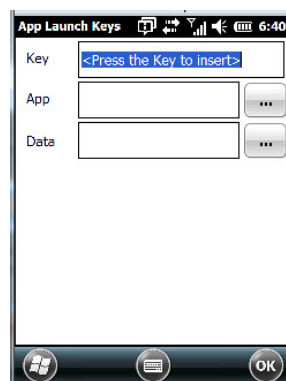 App Launch Keys 6:40
Key <Press the Key to insert>
App ...
Data ...
OK